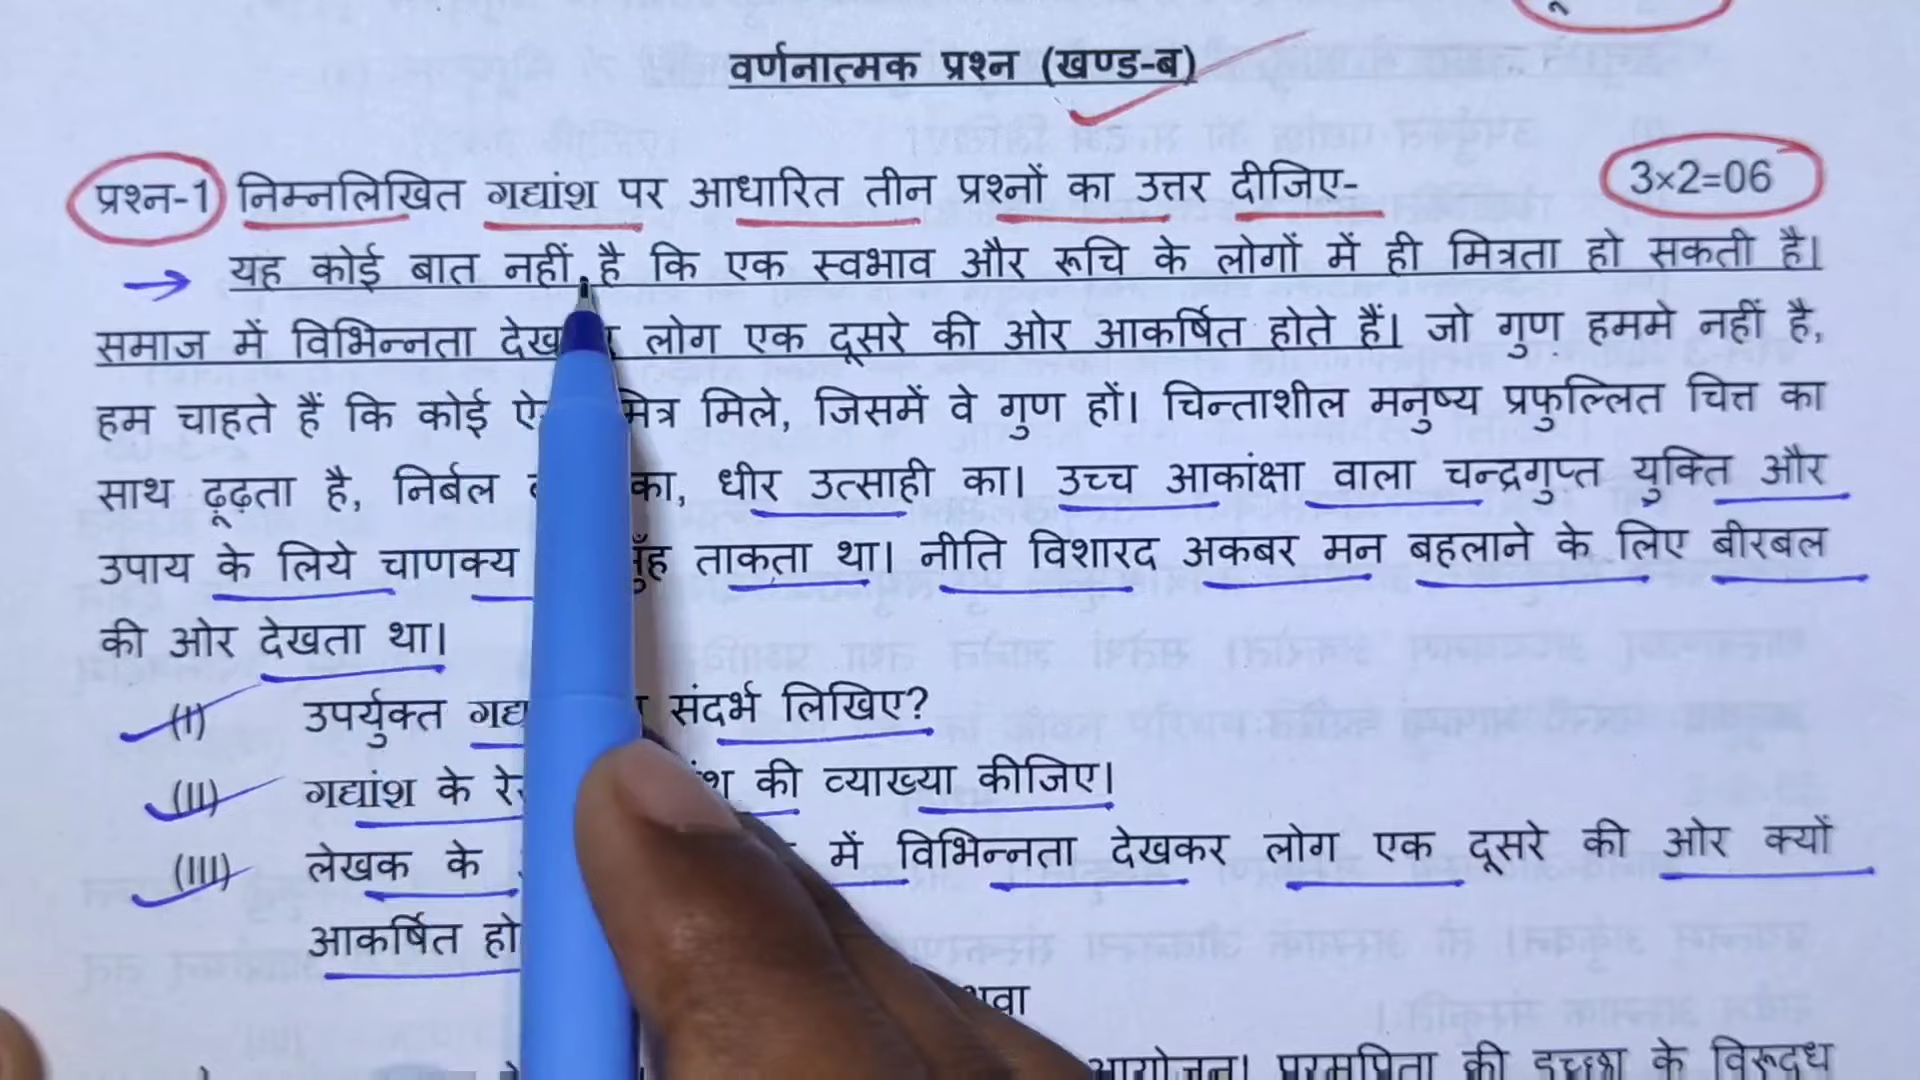 वर्णनात्मक प्रश्न (खण्ड-ब)
प्रश्न-1 निम्नलिखित गद्यांश पर आधारित तीन प्रश्नों का उत्तर दीजिए- 3×2=06
यह कोई बात नहीं है कि एक स्वभाव और रूचि के लोगों में ही मित्रता हो सकती है।
समाज में विभिन्नता लोग एक दूसरे की ओर आकर्षित होते हैं। जो गुण हममे नहीं है,
हम चाहते हैं कि कोई मिले, जिसमें वे गुण हों। चिन्ताशील मनुष्य प्रफुल्लित चित्त का
साथ ढूढ़ता है, निर्बल का, धीर उत्साही का। उच्च आकांक्षा वाला चन्द्रगुप्त युक्ति और
उपाय के लिये चाणक्य ताकता था। नीति विशारद अकबर मन बहलाने के लिए बीरबल
की ओर देखता था।
(I) उपर्युक्त संदर्भ लिखिए?
(II) गद्यांश के की व्याख्या कीजिए।
(III) लेखक के में विभिन्नता देखकर लोग एक दूसरे की ओर क्यों
आकर्षित हो